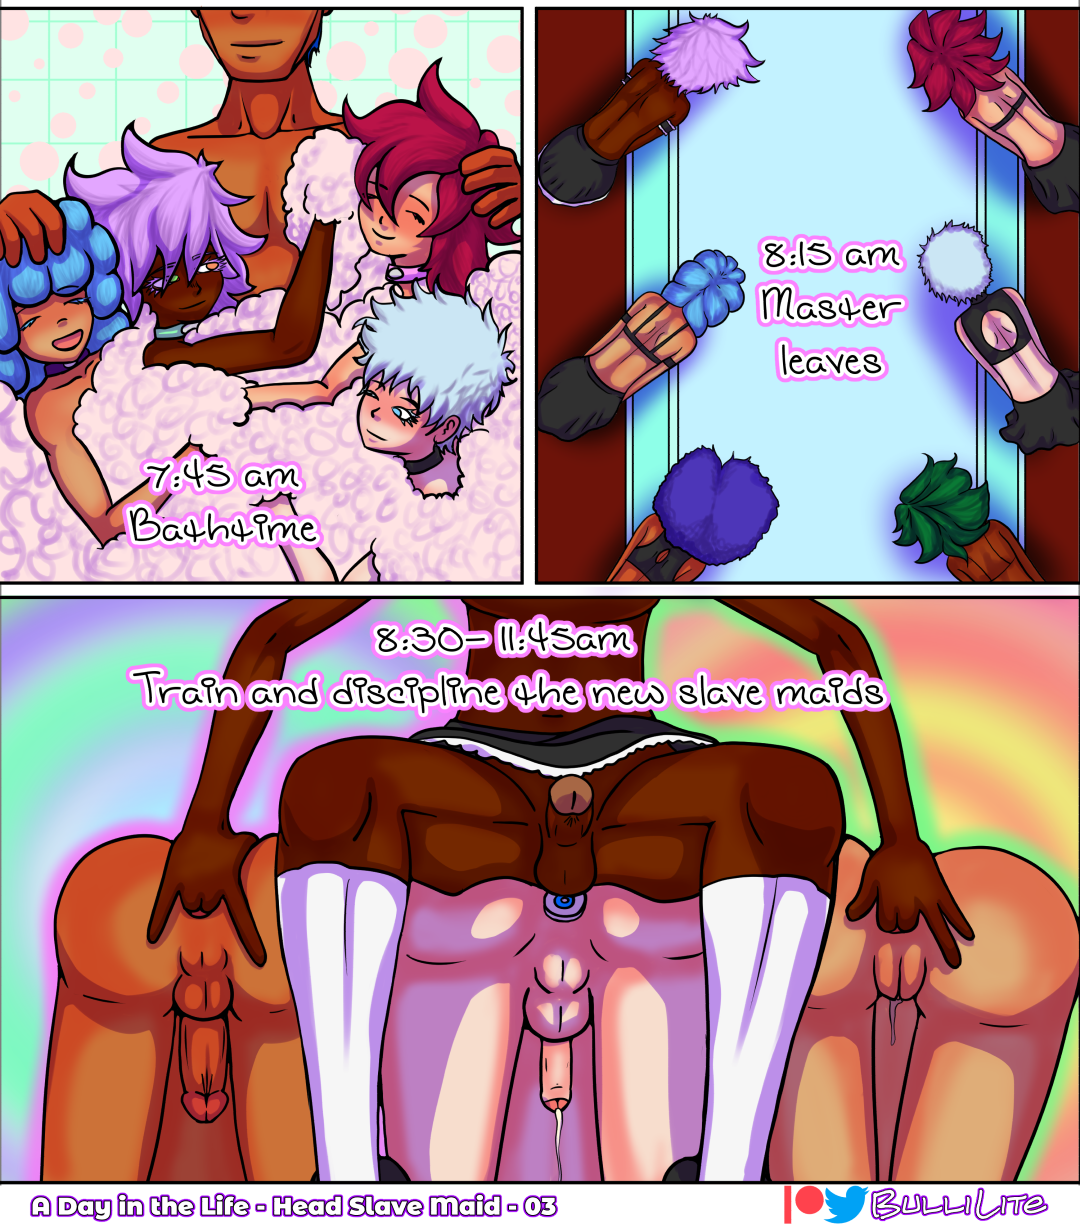 7:45 am
Bathtime
8:15 am
Master
leaves
8:30- 11:45am
Train and discipline the new slave maids
A Day in the Life - Head Slave Maid - 03
BulliLite